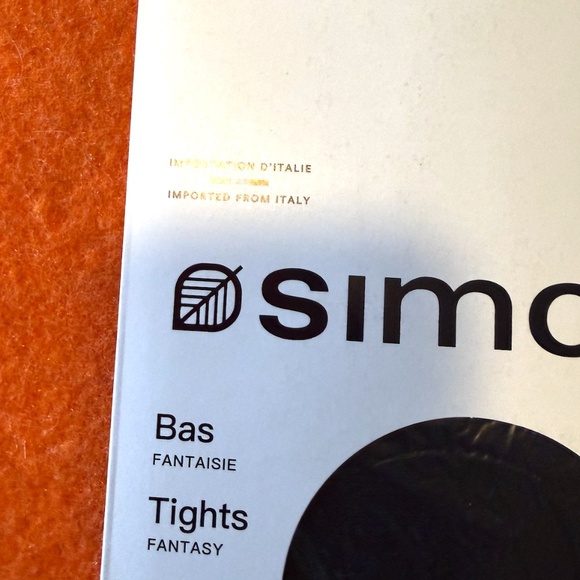 IMPORTATION D'ITALIE
IMPORTED FROM ITALY
simo
Bas
FANTAISIE
Tights
FANTASY